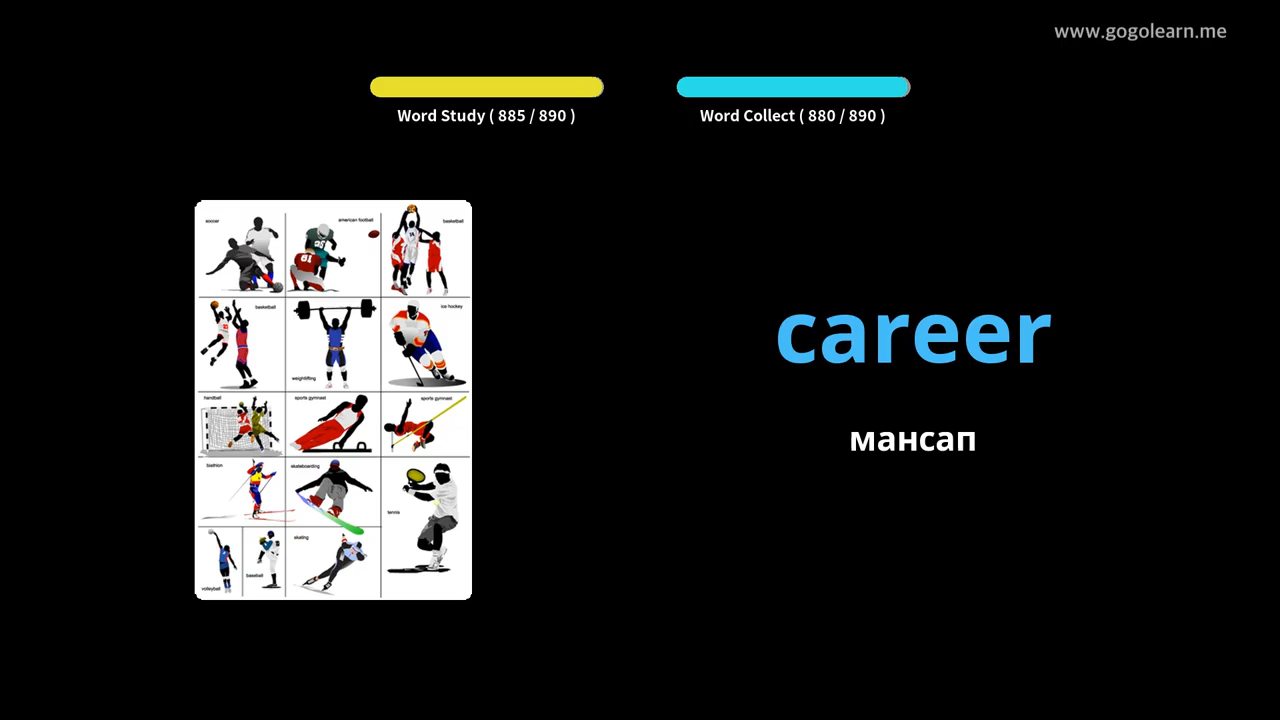 www.gogolearn.me
Word Study ( 885 / 890 )
Word Collect ( 880 / 890 )
soccer
american football
basketball
basketball
weightlifting
ice hockey
handball
sports gymnast
sports gymnast
biathlon
skateboarding
tennis
volleyball
baseball
skating
career
мансап